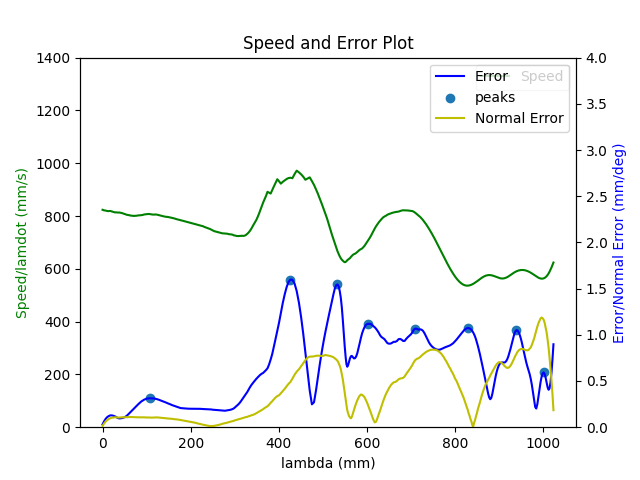 Speed and Error Plot
1400
1200
1000
800
600
400
200
0
Speed/lamdot (mm/s)
4.0
3.5
3.0
2.5
2.0
1.5
1.0
0.5
0.0
Error/Normal Error (mm/deg)
Error
Speed
peaks
Normal Error
0 200 400 600 800 1000
lambda (mm)